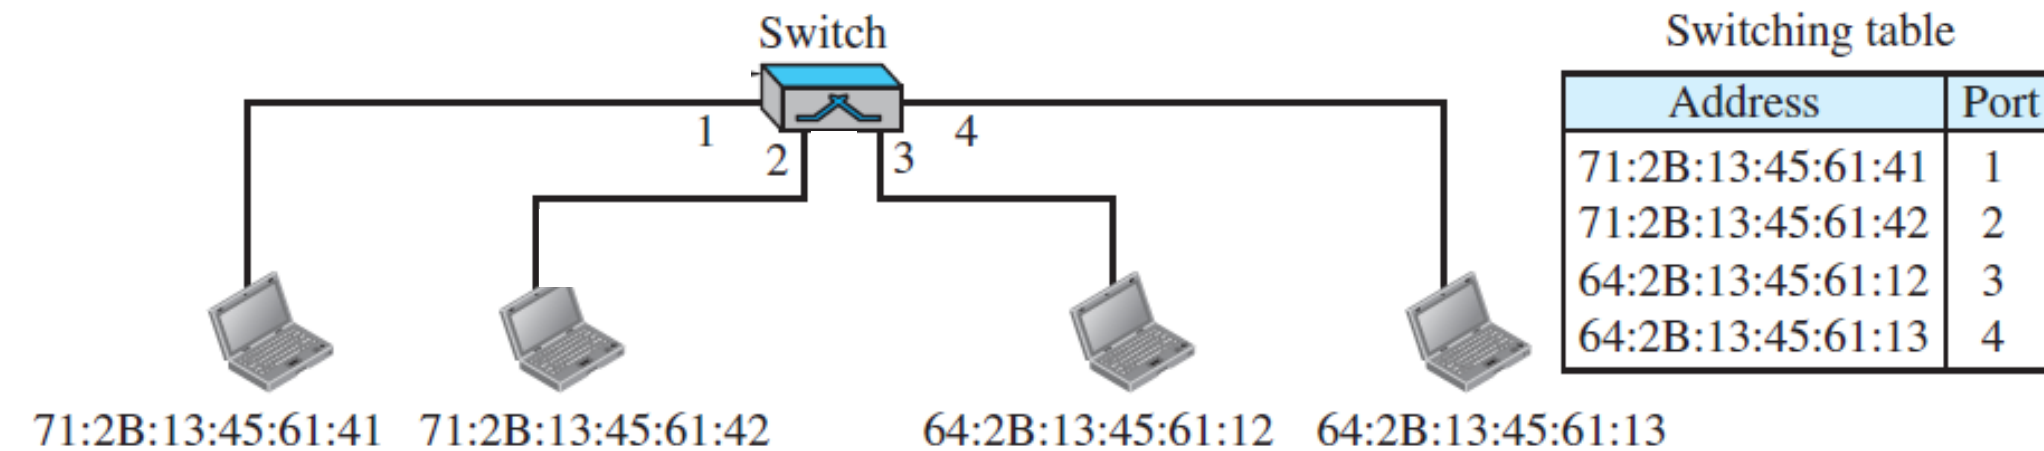 Switch
1
2
3
4
71:2B:13:45:61:41
71:2B:13:45:61:42
64:2B:13:45:61:12
64:2B:13:45:61:13
Switching table
Address Port
71:2B:13:45:61:41 1
71:2B:13:45:61:42 2
64:2B:13:45:61:12 3
64:2B:13:45:61:13 4